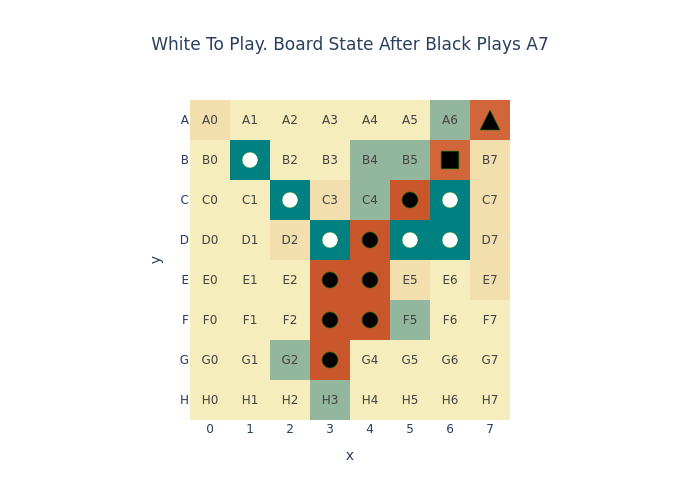 White To Play. Board State After Black Plays A7
A A0 A1 A2 A3 A4 A5 A6
B B0 B2 B3 B4 B5 B7
C C0 C1 C3 C4 C7
D D0 D1 D2 D7
E E0 E1 E2 E5 E6 E7
F F0 F1 F2 F5 F6 F7
G G0 G1 G2 G4 G5 G6 G7
H H0 H1 H2 H3 H4 H5 H6 H7
0 1 2 3 4 5 6 7
x
y